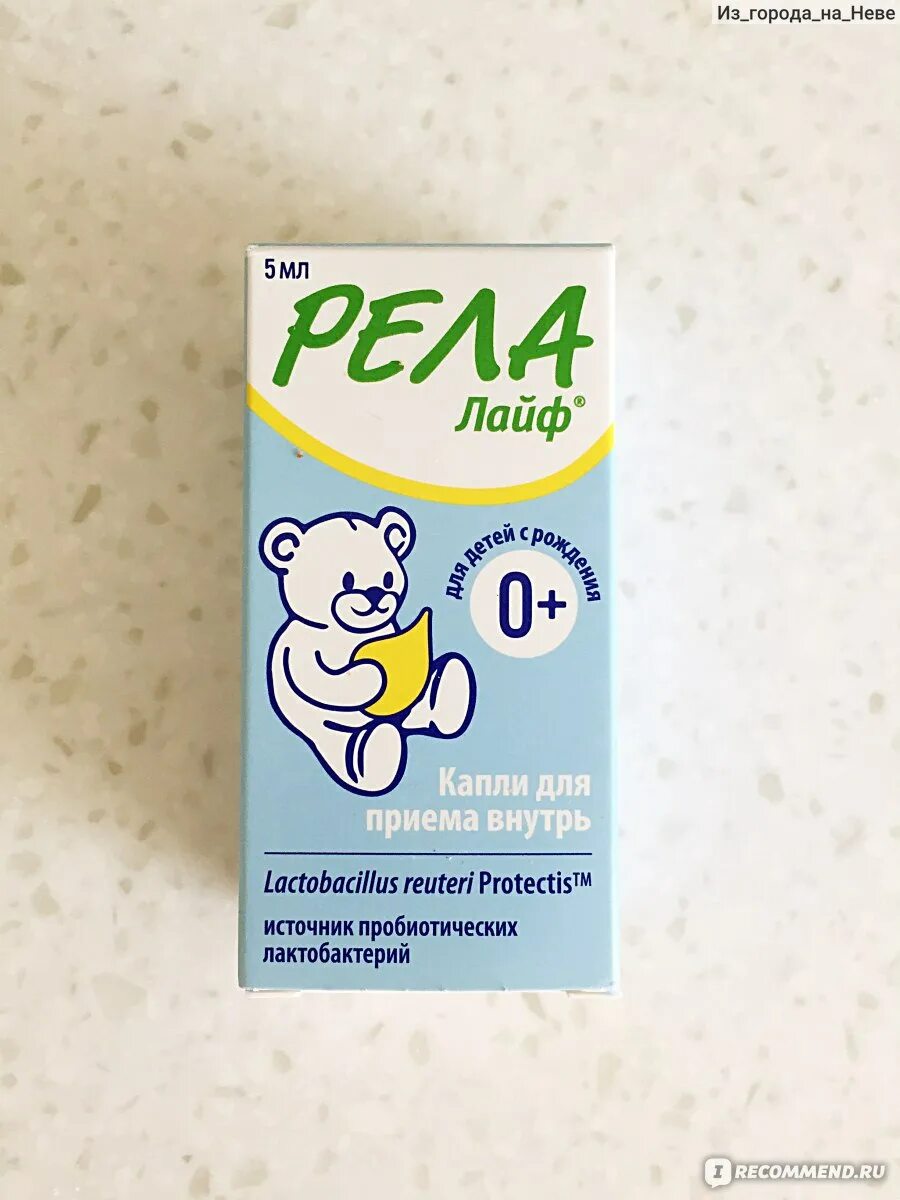 Из_города_на_Неве
5 мл
РЕЛА
Лайф®
для детей с рождения
0+
Капли для
приема внутрь
Lactobacillus reuteri Protectis™
источник пробиотических
лактобактерий
I RECOMMEND.RU